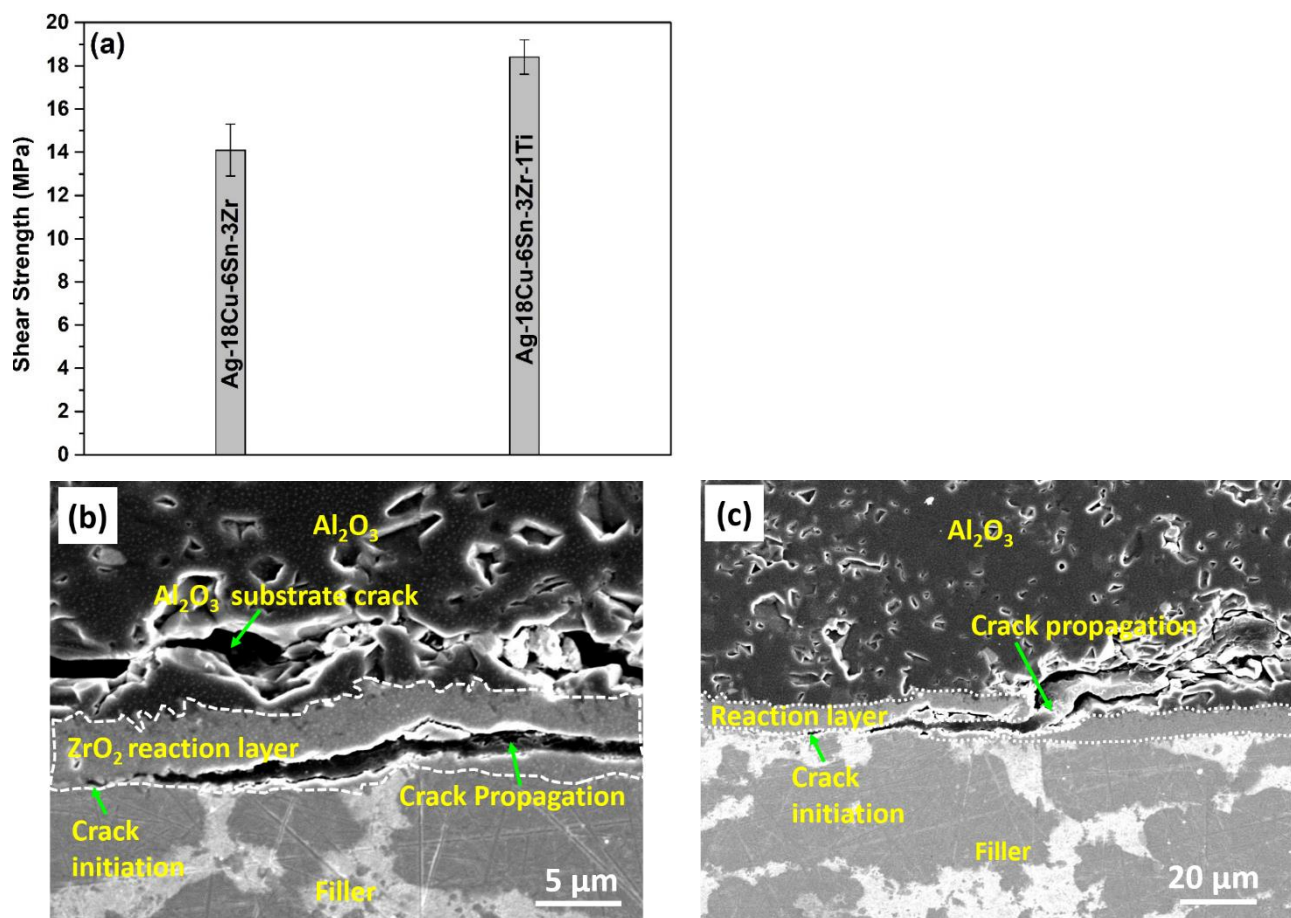 (a)
Shear Strength (MPa)
20
18
16
14
12
10
8
6
4
2
0
Ag-18Cu-6Sn-3Zr
Ag-18Cu-6Sn-3Zr-1Ti
(b)
Al₂O₃
Al₂O₃ substrate crack
ZrO₂ reaction layer
Crack Propagation
Crack
initiation
Filler
5 μm
(c)
Al₂O₃
Crack propagation
Reaction layer
Crack
initiation
Filler
20 μm